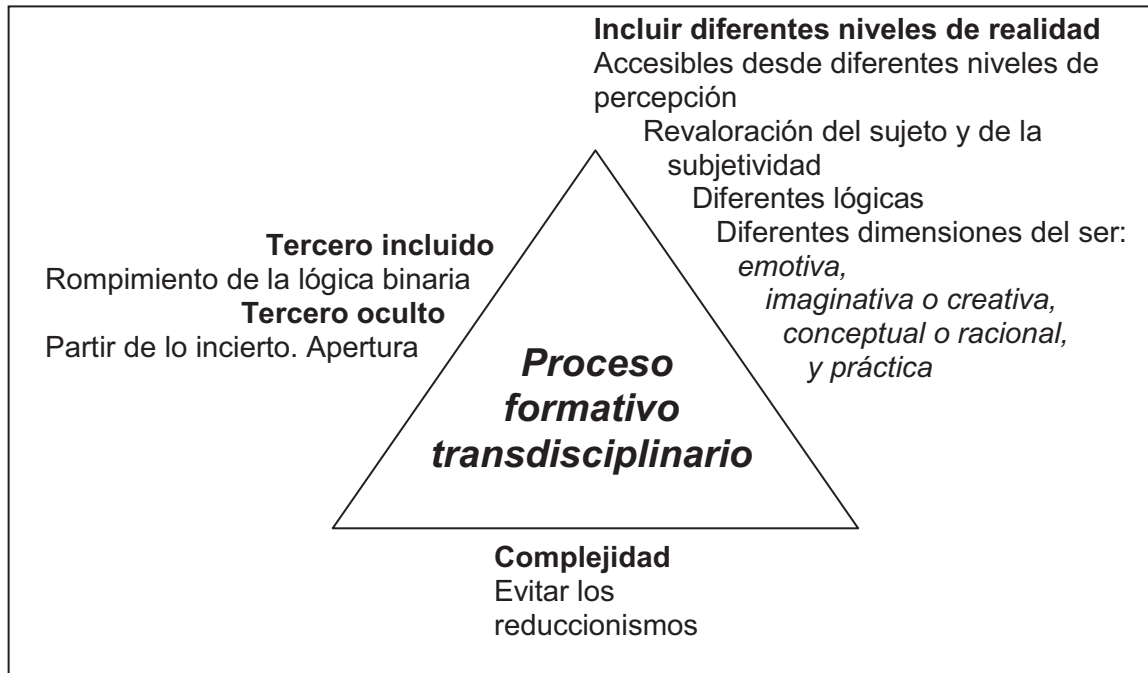 Incluir diferentes niveles de realidad
Accesibles desde diferentes niveles de
percepción
Revaloración del sujeto y de la
subjetividad
Diferentes lógicas
Diferentes dimensiones del ser:
emotiva,
imaginativa o creativa,
conceptual o racional,
y práctica
Tercero incluido
Rompimiento de la lógica binaria
Tercero oculto
Partir de lo incierto. Apertura
Proceso
formativo
transdisciplinario
Complejidad
Evitar los
reduccionismos